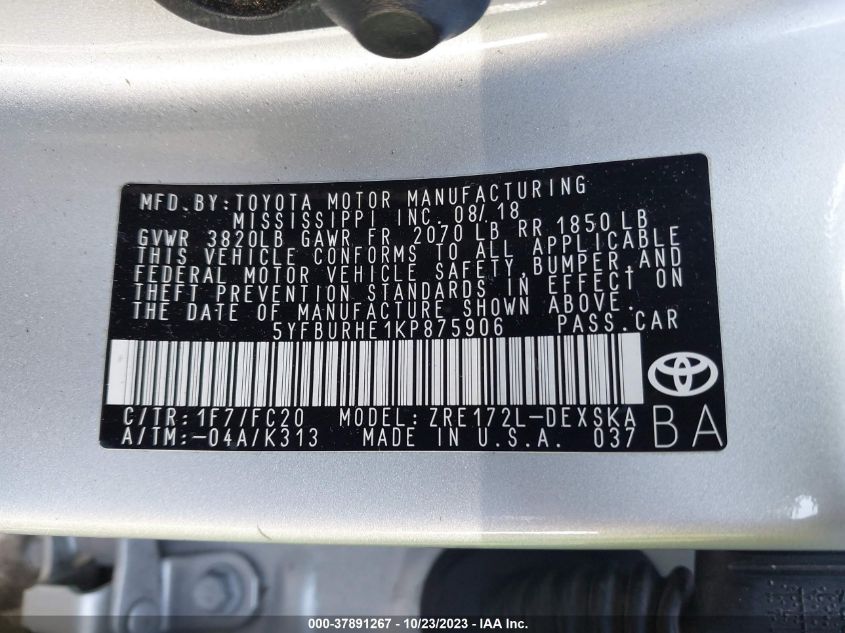 MFD. BY: TOYOTA MOTOR MANUFACTURING
MISSISSIPPI INC. 08/ 18
GVWR 3820LB GAWR FR 2070 LB RR 1850 LB
THIS VEHICLE CONFORMS TO ALL APPLICABLE
FEDERAL MOTOR VEHICLE SAFETY, BUMPER, AND
THEFT PREVENTION STANDARDS IN EFFECT ON
THE DATE OF MANUFACTURE SHOWN ABOVE.
5YFBURHE1KP875906 PASS. CAR
C/TR: 1F7/FC20 MODEL: ZRE172L-DEXSKA
A/TM: -04A/K313 MADE IN U.S.A. 037
BA
000-37891267 - 10/23/2023 - IAA Inc.